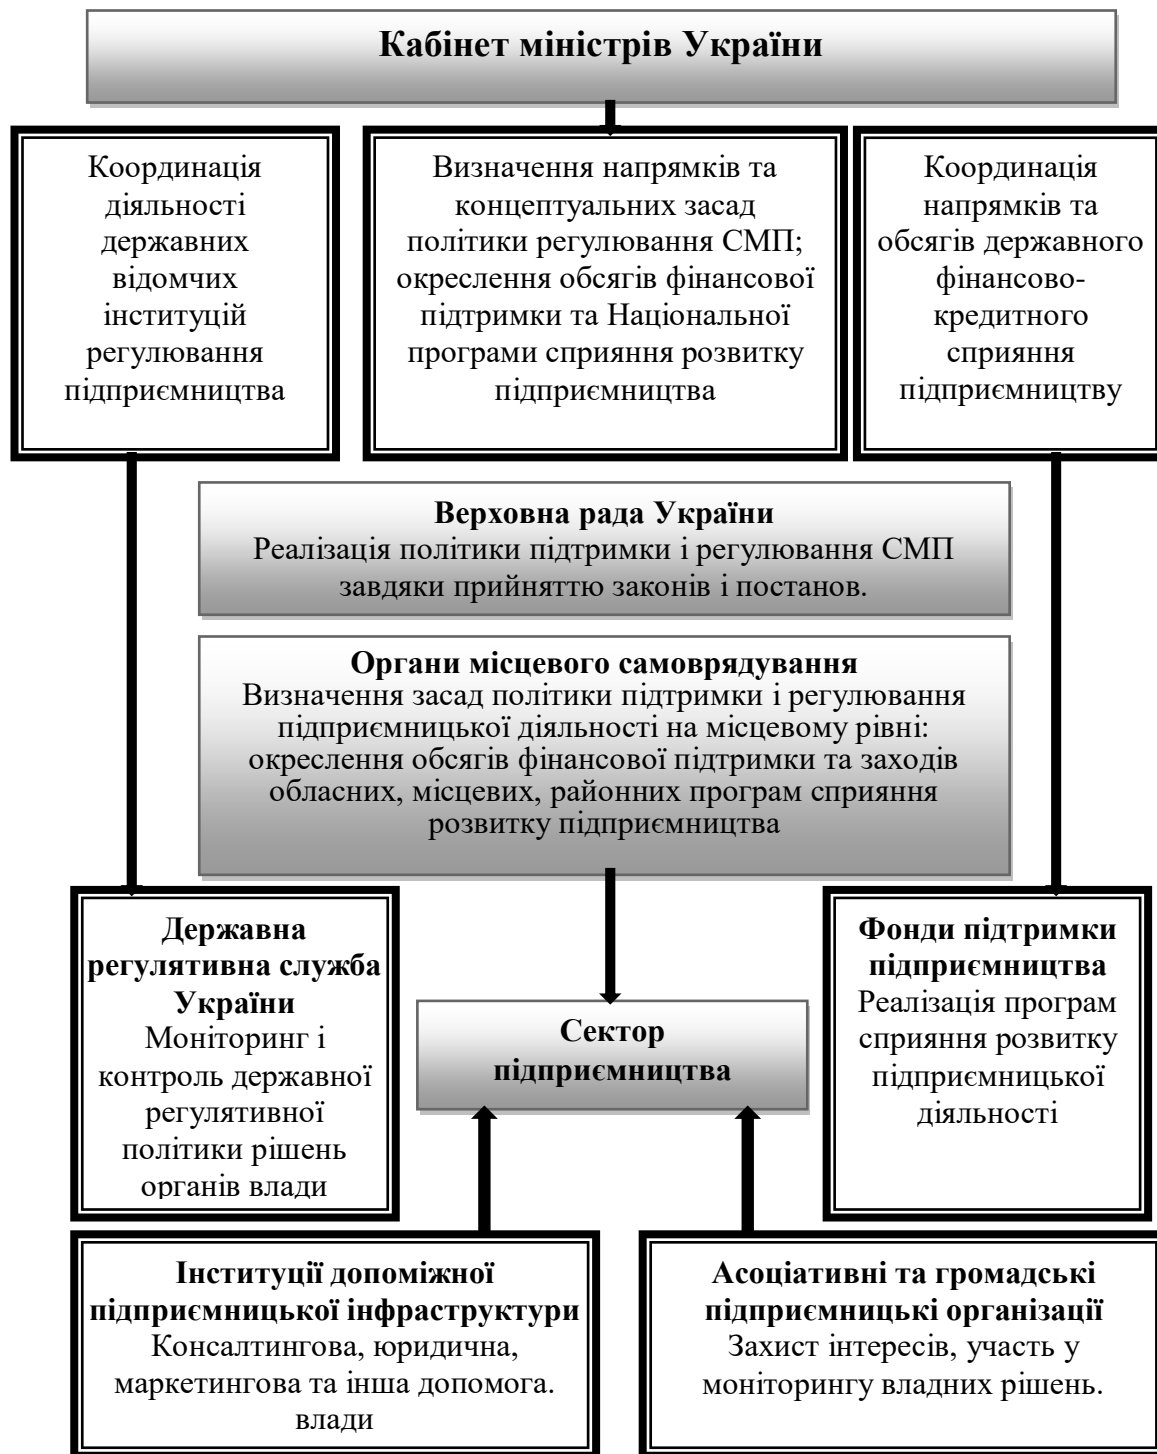 Кабінет міністрів України
Координація
діяльності
державних
відомчих
інституцій
регулювання
підприємництва
Визначення напрямків та
концептуальних засад
політики регулювання СМП;
окреслення обсягів фінансової
підтримки та Національної
програми сприяння розвитку
підприємництва
Координація
напрямків та
обсягів державного
фінансово-
кредитного
сприяння
підприємництву
Верховна рада України
Реалізація політики підтримки і регулювання СМП
завдяки прийняттю законів і постанов.
Органи місцевого самоврядування
Визначення засад політики підтримки і регулювання
підприємницької діяльності на місцевому рівні:
окреслення обсягів фінансової підтримки та заходів
обласних, місцевих, районних програм сприяння
розвитку підприємництва
Державна
регулятивна служба
України
Моніторинг і
контроль державної
регулятивної
політики рішень
органів влади
Сектор
підприємництва
Фонди підтримки
підприємництва
Реалізація програм
сприяння розвитку
підприємницької
діяльності
Інституції допоміжної
підприємницької інфраструктури
Консалтингова, юридична,
маркетингова та інша допомога.
влади
Асоціативні та громадські
підприємницькі організації
Захист інтересів, участь у
моніторингу владних рішень.